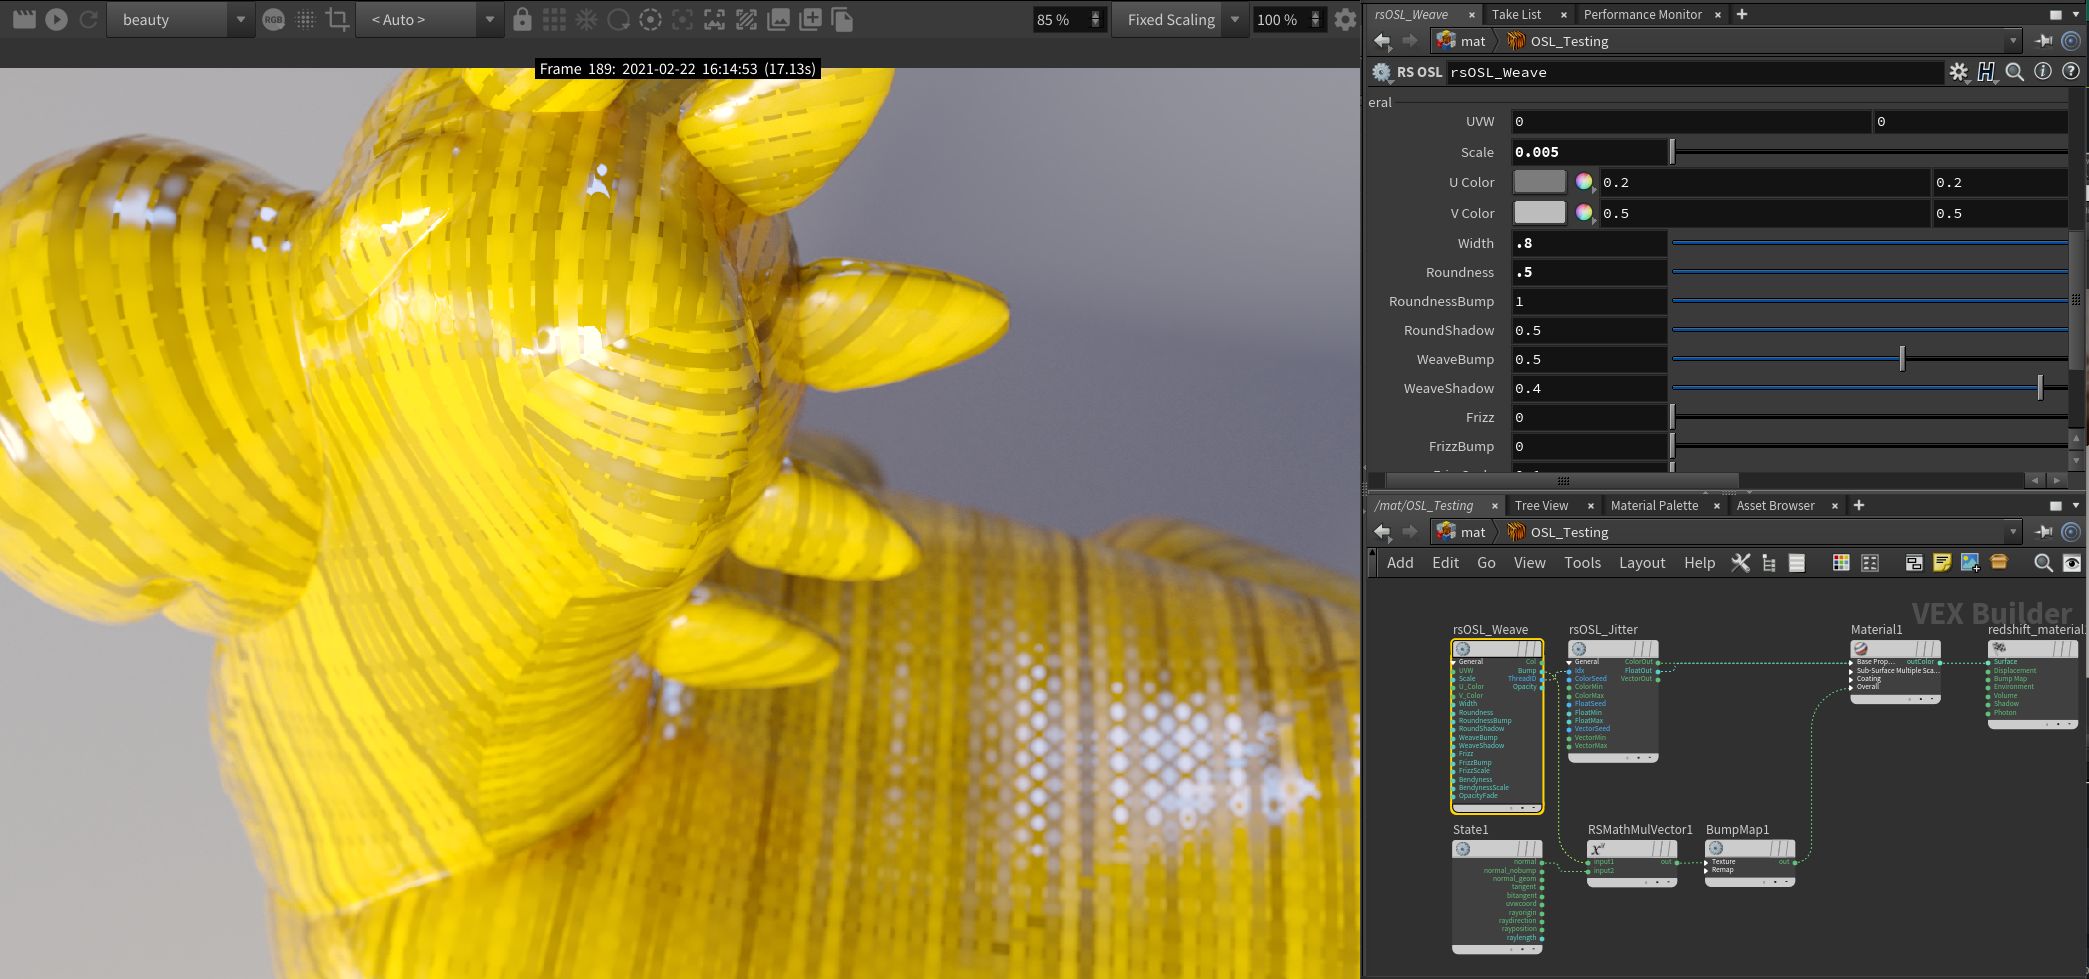 beauty
RGB
< Auto >
85 %
Fixed Scaling
100 %
Frame 189: 2021-02-22 16:14:53 (17.13s)
rsOSL_Weave
Take List
Performance Monitor
mat
OSL_Testing
RS OSL
rsOSL_Weave
eral
UVW 0 0
Scale 0.005
U Color 0.2 0.2
V Color 0.5 0.5
Width .8
Roundness .5
RoundnessBump 1
RoundShadow 0.5
WeaveBump 0.5
WeaveShadow 0.4
Frizz 0
FrizzBump 0
/mat/OSL_Testing
Tree View
Material Palette
Asset Browser
mat
OSL_Testing
Add Edit Go View Tools Layout Help
VEX Builder
rsOSL_Weave
General
Col
UVW
Bump
Scale
ThreadID
U_Color
Opacity
V_Color
Width
Roundness
RoundnessBump
RoundShadow
WeaveBump
WeaveShadow
Frizz
FrizzBump
FrizzScale
Bendyness
BendynessScale
OpacityFade
rsOSL_Jitter
General
ColorOut
Idx
FloatOut
ColorSeed
VectorOut
ColorMin
ColorMax
FloatSeed
FloatMin
FloatMax
VectorSeed
VectorMin
VectorMax
Material1
Base Prop...
outColor
Sub-Surface Multiple Sca...
Coating
Overall
redshift_material
Surface
Displacement
Bump Map
Environment
Volume
Shadow
Photon
State1
normal
normal_nobump
normal_geom
tangent
bitangent
uvwcoord
rayorigin
raydirection
rayposition
raylength
RSMathMulVector1
input1
out
input2
BumpMap1
Texture
out
Remap